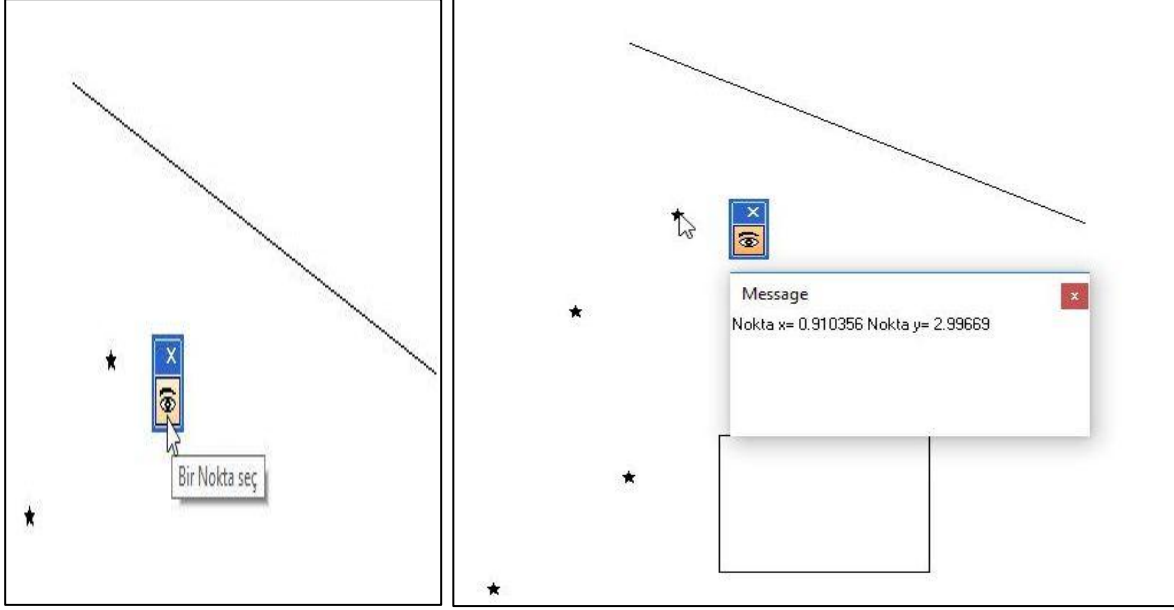 X
Bir Nokta seç
X
Message
x
Nokta x= 0.910356 Nokta y= 2.99669